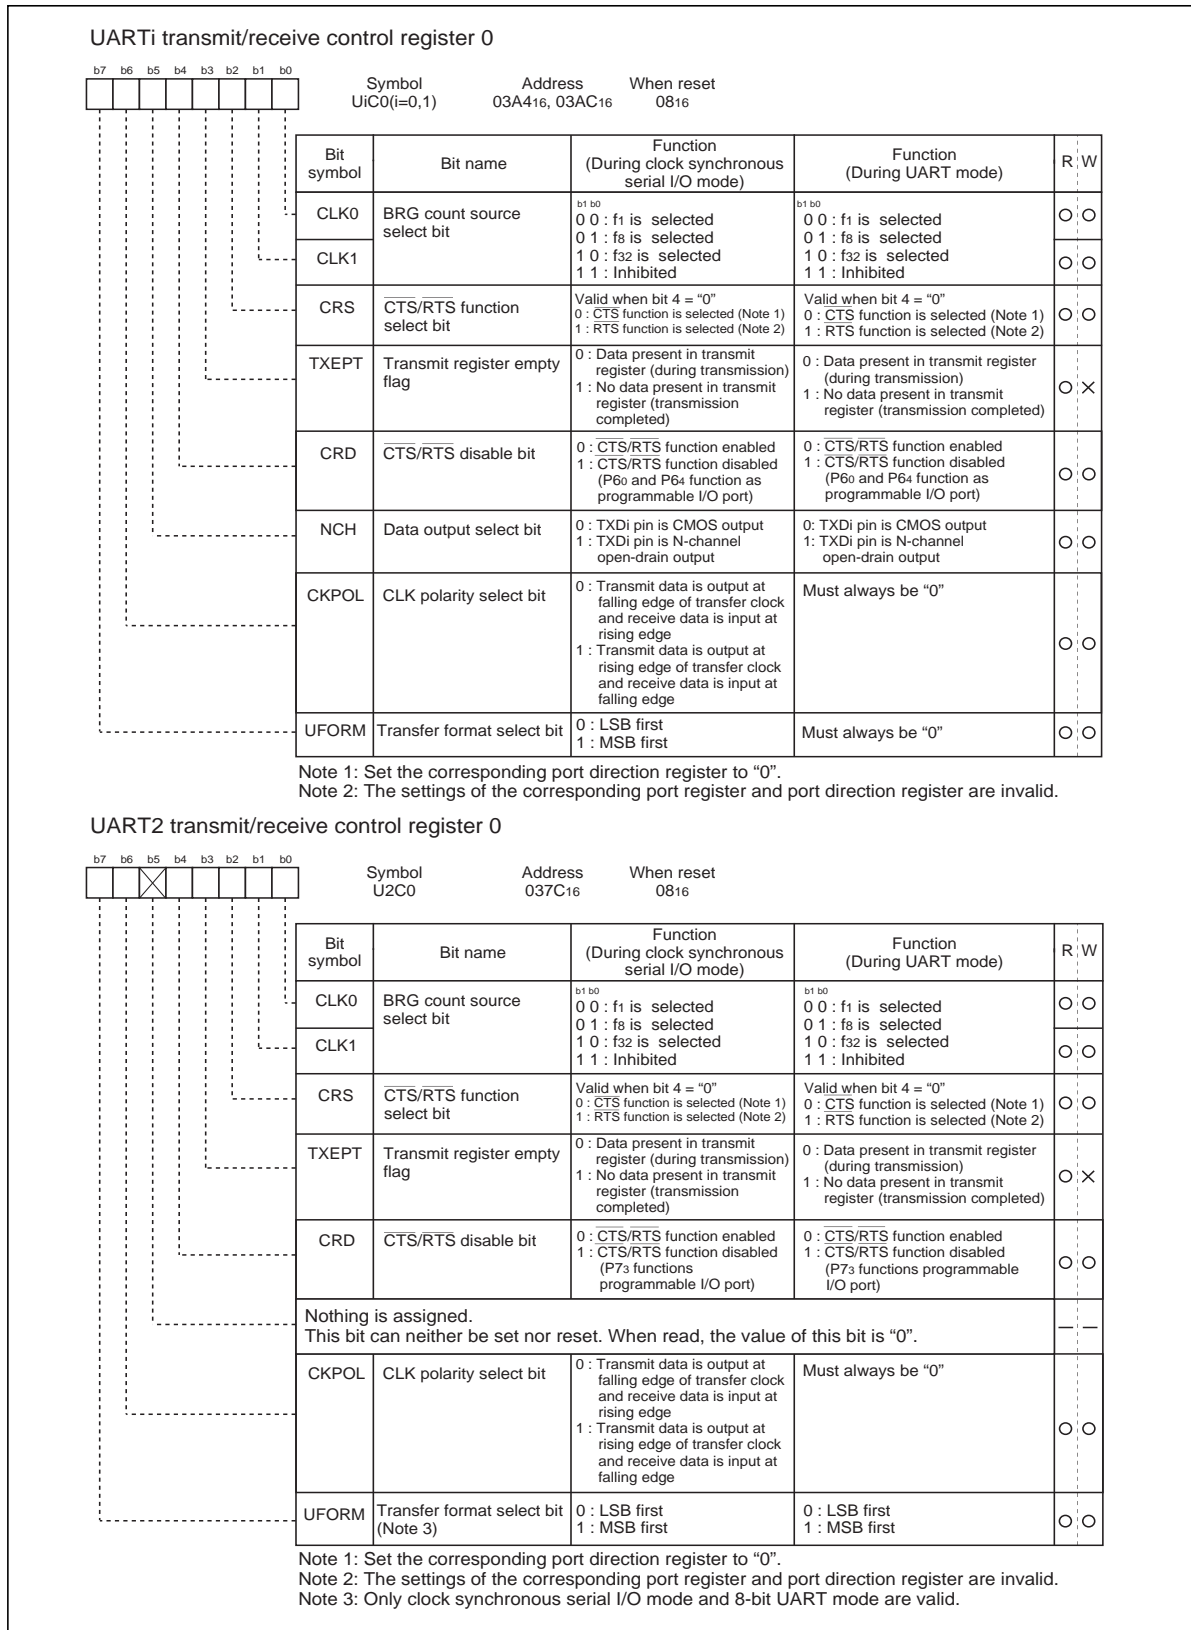 UARTi transmit/receive control register 0
b7 b6 b5 b4 b3 b2 b1 b0
Symbol Address When reset
UiC0(i=0,1) 03A416, 03AC16 0816
Bit symbol Bit name Function (During clock synchronous serial I/O mode) Function (During UART mode) R W
CLK0 BRG count source select bit
CLK1
b1 b0
0 0 : f1 is selected
0 1 : f8 is selected
1 0 : f32 is selected
1 1 : Inhibited
b1 b0
0 0 : f1 is selected
0 1 : f8 is selected
1 0 : f32 is selected
1 1 : Inhibited
CRS CTS/RTS function select bit
Valid when bit 4 = “0”
0 : CTS function is selected (Note 1)
1 : RTS function is selected (Note 2)
Valid when bit 4 = “0”
0 : CTS function is selected (Note 1)
1 : RTS function is selected (Note 2)
TXEPT Transmit register empty flag
0 : Data present in transmit
register (during transmission)
1 : No data present in transmit
register (transmission
completed)
0 : Data present in transmit register
(during transmission)
1 : No data present in transmit
register (transmission completed)
CRD CTS/RTS disable bit
0 : CTS/RTS function enabled
1 : CTS/RTS function disabled
(P60 and P64 function as
programmable I/O port)
0 : CTS/RTS function enabled
1 : CTS/RTS function disabled
(P60 and P64 function as
programmable I/O port)
NCH Data output select bit
0 : TXDi pin is CMOS output
1 : TXDi pin is N-channel
open-drain output
0: TXDi pin is CMOS output
1: TXDi pin is N-channel
open-drain output
CKPOL CLK polarity select bit
0 : Transmit data is output at
falling edge of transfer clock
and receive data is input at
rising edge
1 : Transmit data is output at
rising edge of transfer clock
and receive data is input at
falling edge
Must always be “0”
UFORM Transfer format select bit
0 : LSB first
1 : MSB first
Must always be “0”
Note 1: Set the corresponding port direction register to “0”.
Note 2: The settings of the corresponding port register and port direction register are invalid.
UART2 transmit/receive control register 0
b7 b6 b5 b4 b3 b2 b1 b0
Symbol Address When reset
U2C0 037C16 0816
Bit symbol Bit name Function (During clock synchronous serial I/O mode) Function (During UART mode) R W
CLK0 BRG count source select bit
CLK1
b1 b0
0 0 : f1 is selected
0 1 : f8 is selected
1 0 : f32 is selected
1 1 : Inhibited
b1 b0
0 0 : f1 is selected
0 1 : f8 is selected
1 0 : f32 is selected
1 1 : Inhibited
CRS CTS/RTS function select bit
Valid when bit 4 = “0”
0 : CTS function is selected (Note 1)
1 : RTS function is selected (Note 2)
Valid when bit 4 = “0”
0 : CTS function is selected (Note 1)
1 : RTS function is selected (Note 2)
TXEPT Transmit register empty flag
0 : Data present in transmit
register (during transmission)
1 : No data present in transmit
register (transmission
completed)
0 : Data present in transmit register
(during transmission)
1 : No data present in transmit
register (transmission completed)
CRD CTS/RTS disable bit
0 : CTS/RTS function enabled
1 : CTS/RTS function disabled
(P73 functions
programmable I/O port)
0 : CTS/RTS function enabled
1 : CTS/RTS function disabled
(P73 functions programmable
I/O port)
Nothing is assigned.
This bit can neither be set nor reset. When read, the value of this bit is “0”.
CKPOL CLK polarity select bit
0 : Transmit data is output at
falling edge of transfer clock
and receive data is input at
rising edge
1 : Transmit data is output at
rising edge of transfer clock
and receive data is input at
falling edge
Must always be “0”
UFORM Transfer format select bit (Note 3)
0 : LSB first
1 : MSB first
0 : LSB first
1 : MSB first
Note 1: Set the corresponding port direction register to “0”.
Note 2: The settings of the corresponding port register and port direction register are invalid.
Note 3: Only clock synchronous serial I/O mode and 8-bit UART mode are valid.